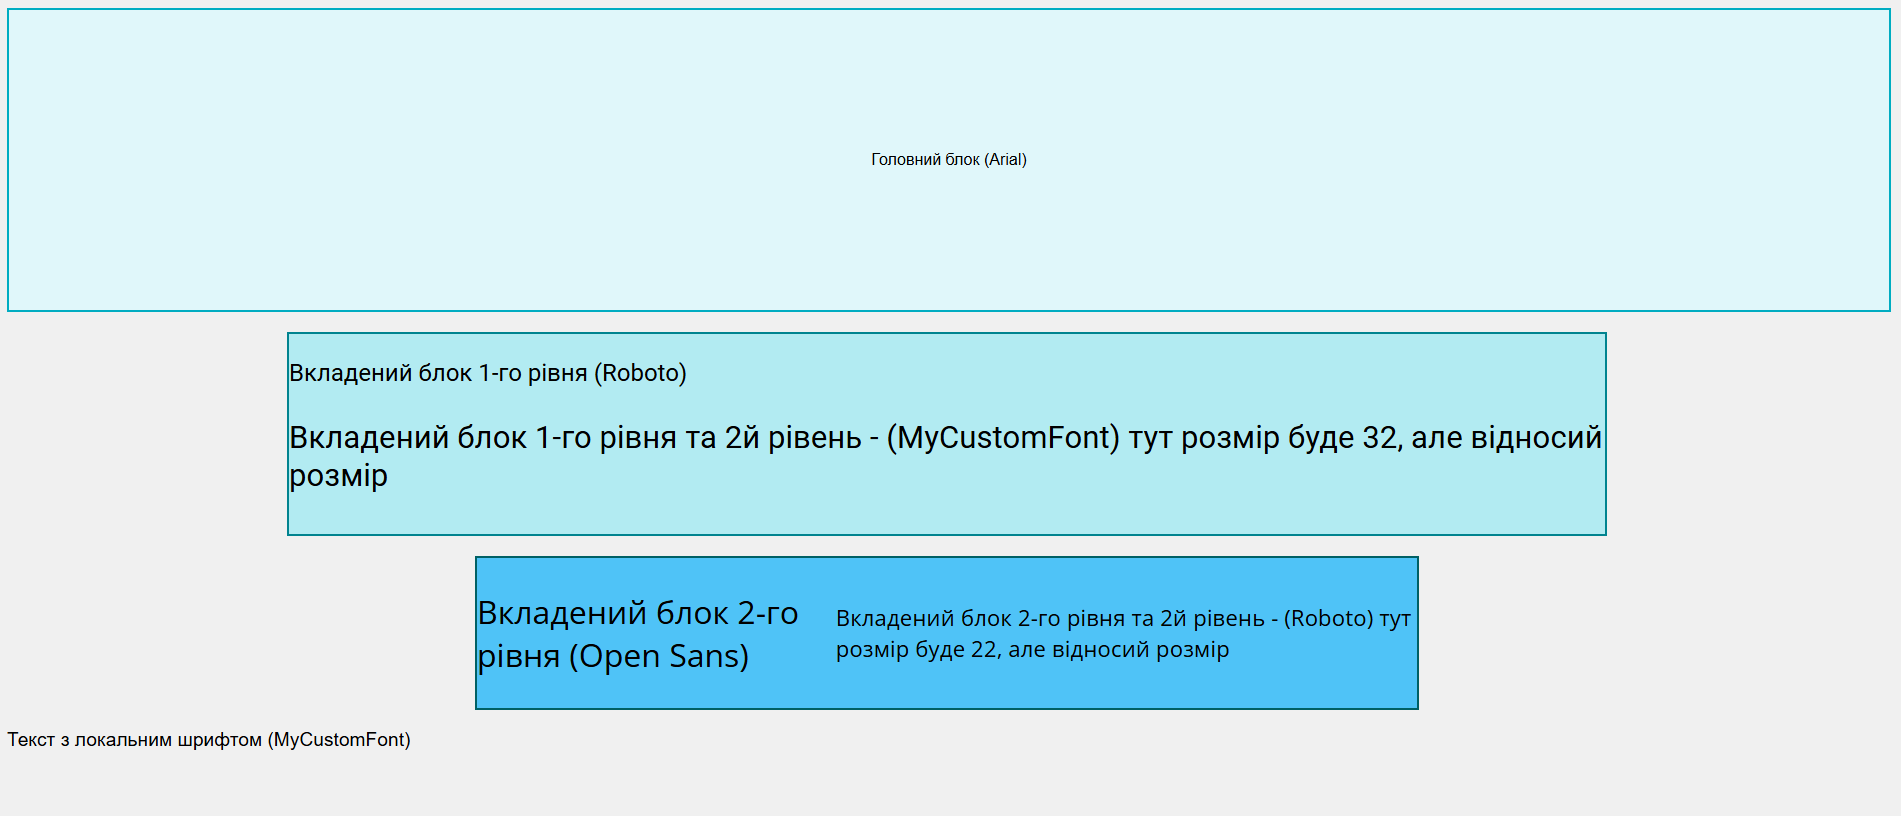 Головний блок (Arial)
Вкладений блок 1-го рівня (Roboto)
Вкладений блок 1-го рівня та 2й рівень - (MyCustomFont) тут розмір буде 32, але відносий
розмір
Вкладений блок 2-го
рівня (Open Sans)
Вкладений блок 2-го рівня та 2й рівень - (Roboto) тут
розмір буде 22, але відносий розмір
Текст з локальним шрифтом (MyCustomFont)